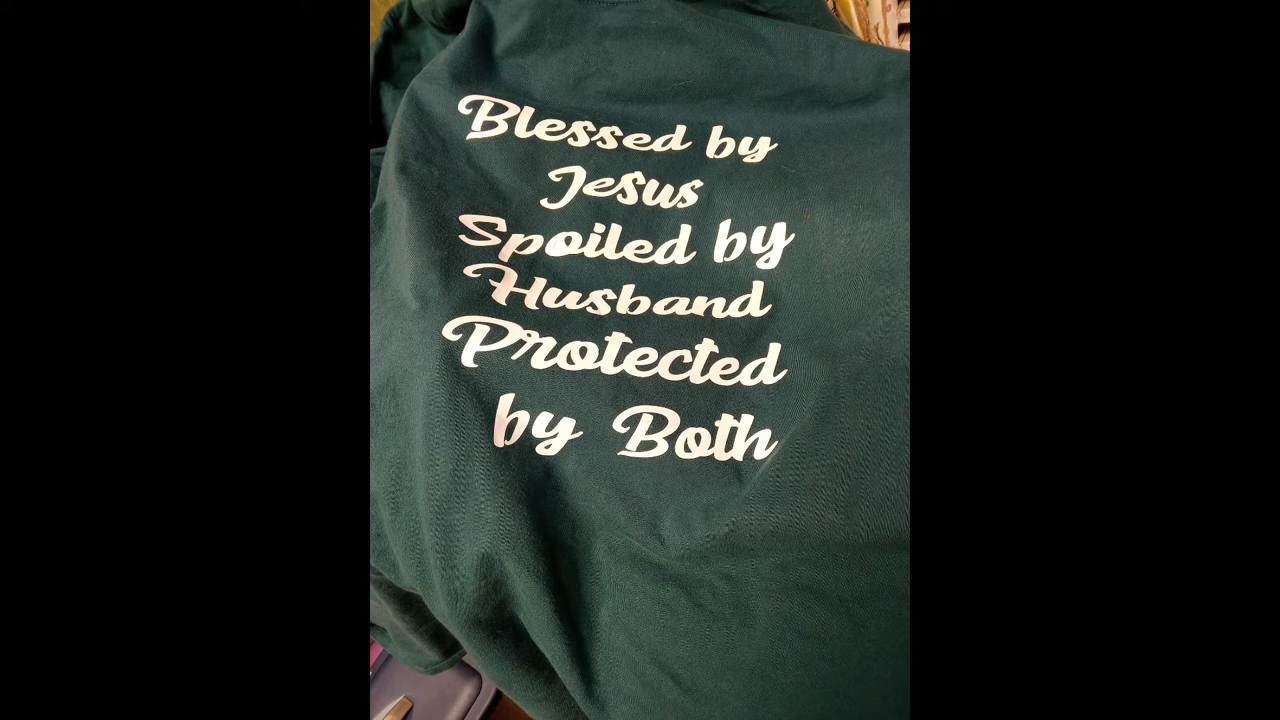 Blessed by
Jesus
Spoiled by
Husband
Protected
by Both